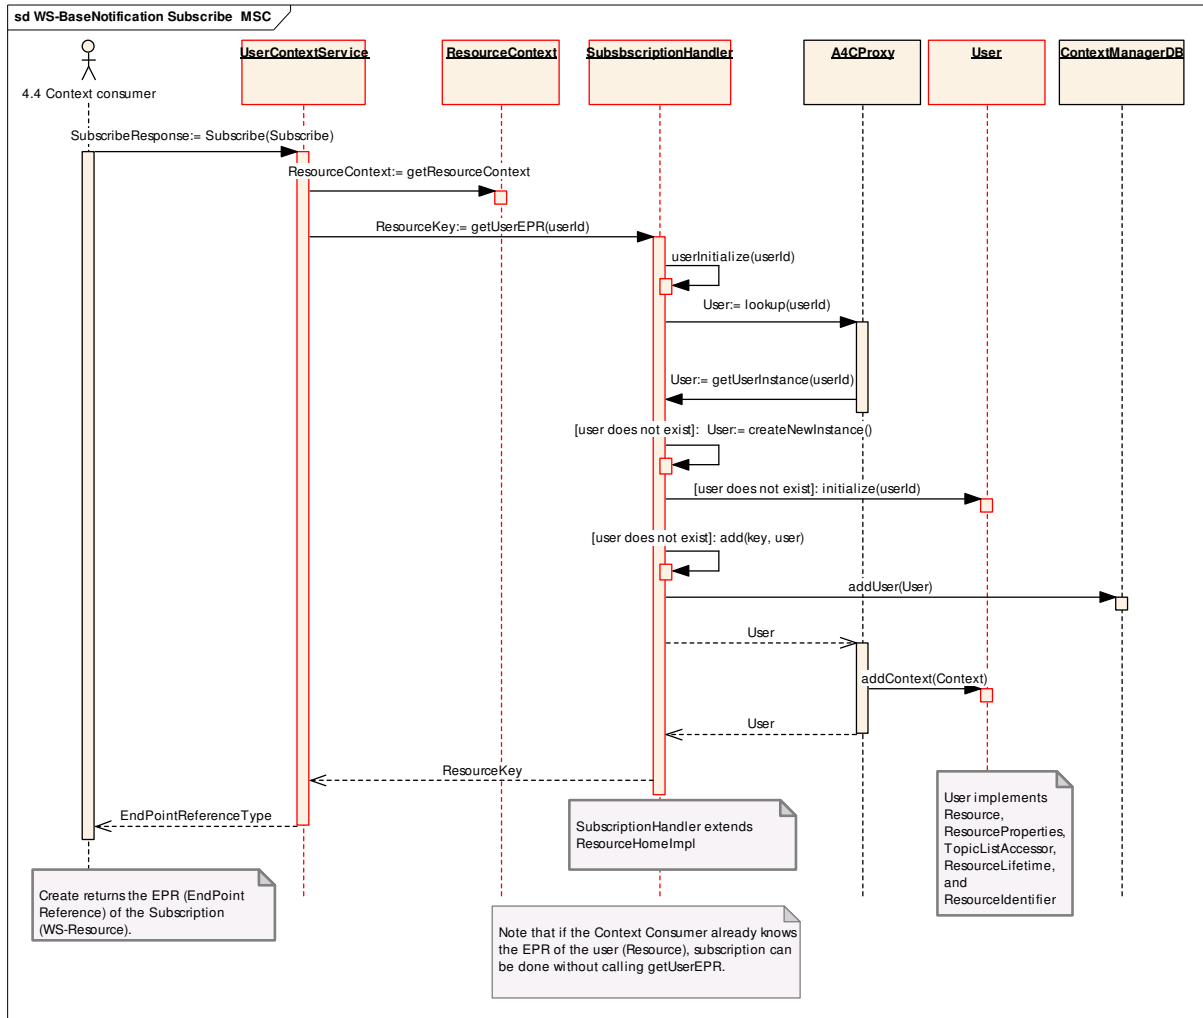 sd WS-BaseNotification Subscribe MSC
UserContextService
ResourceContext
SubsbscriptionHandler
A4CProxy
User
ContextManagerDB
4.4 Context consumer
SubscribeResponse:= Subscribe(Subscribe)
ResourceContext:= getResourceContext
ResourceKey:= getUserEPR(userId)
userInitialize(userId)
User:= lookup(userId)
User:= getUserInstance(userId)
[user does not exist]: User:= createNewInstance()
[user does not exist]: initialize(userId)
[user does not exist]: add(key, user)
addUser(User)
User
addContext(Context)
User
ResourceKey
EndPointReferenceType
SubscriptionHandler extends
ResourceHomeImpl
User implements
Resource,
ResourceProperties,
TopicListAccessor,
ResourceLifetime,
and
ResourceIdentifier
Create returns the EPR (EndPoint
Reference) of the Subscription
(WS-Resource).
Note that if the Context Consumer already knows
the EPR of the user (Resource), subscription can
be done without calling getUserEPR.